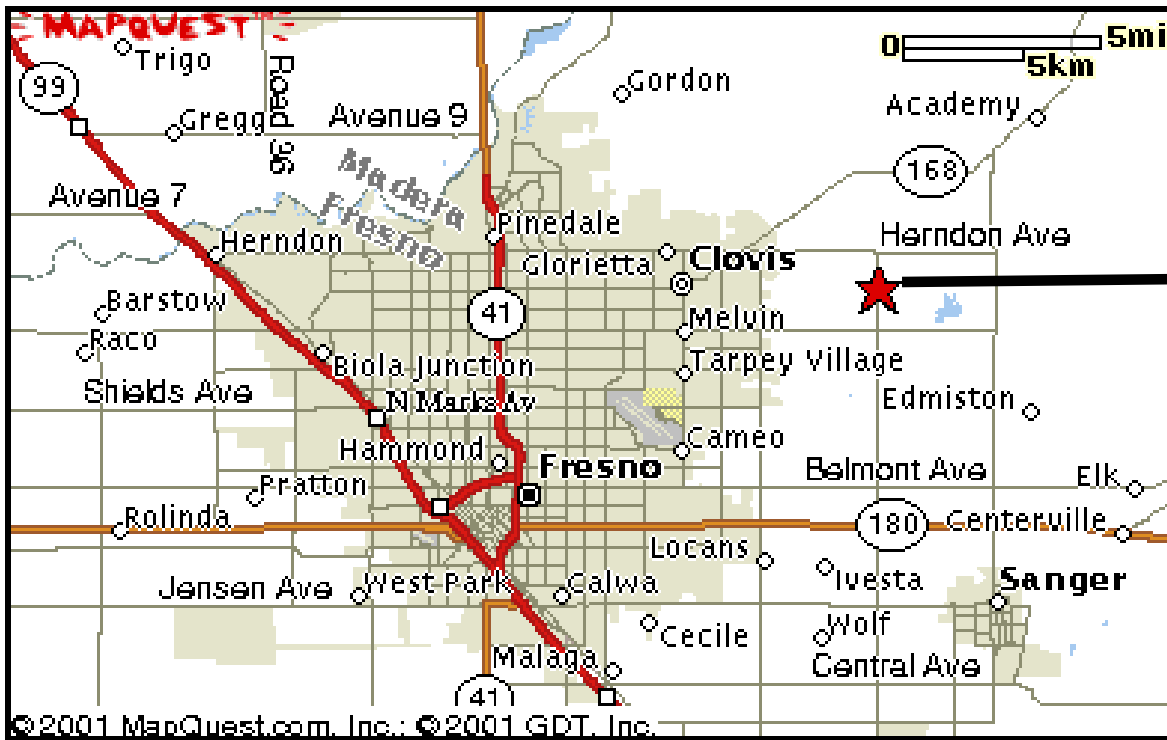 MAPQUEST
0 5mi
5km
Trigo
Road 36
99
Gordon
Academy
Gregg
Avenue 9
168
Madera
Fresno
Avenue 7
Pinedale
Herndon
Herndon Ave
Glorietta
Clovis
Barstow
41
Melvin
Raco
Biola Junction
Tarpey Village
Shields Ave
N Marks Av
Edmiston
Hammond
Cameo
Fresno
Belmont Ave
Elk
Pratton
Rolinda
180
Centerville
Locans
Jensen Ave
West Park
Calwa
Ivesta
Sanger
Cecile
Wolf
Malaga
Central Ave
41
©2001 MapQuest.com, Inc.; ©2001 GDT, Inc.